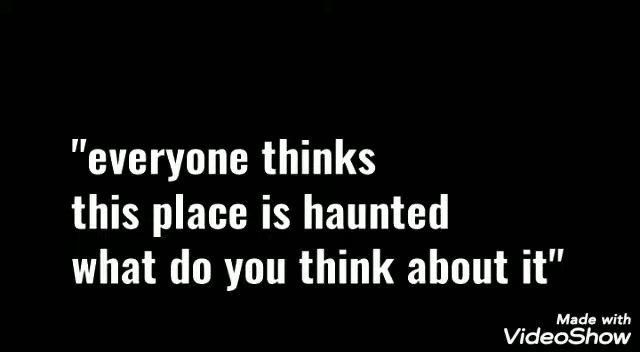 "everyone thinks
this place is haunted
what do you think about it"
Made with
VideoShow